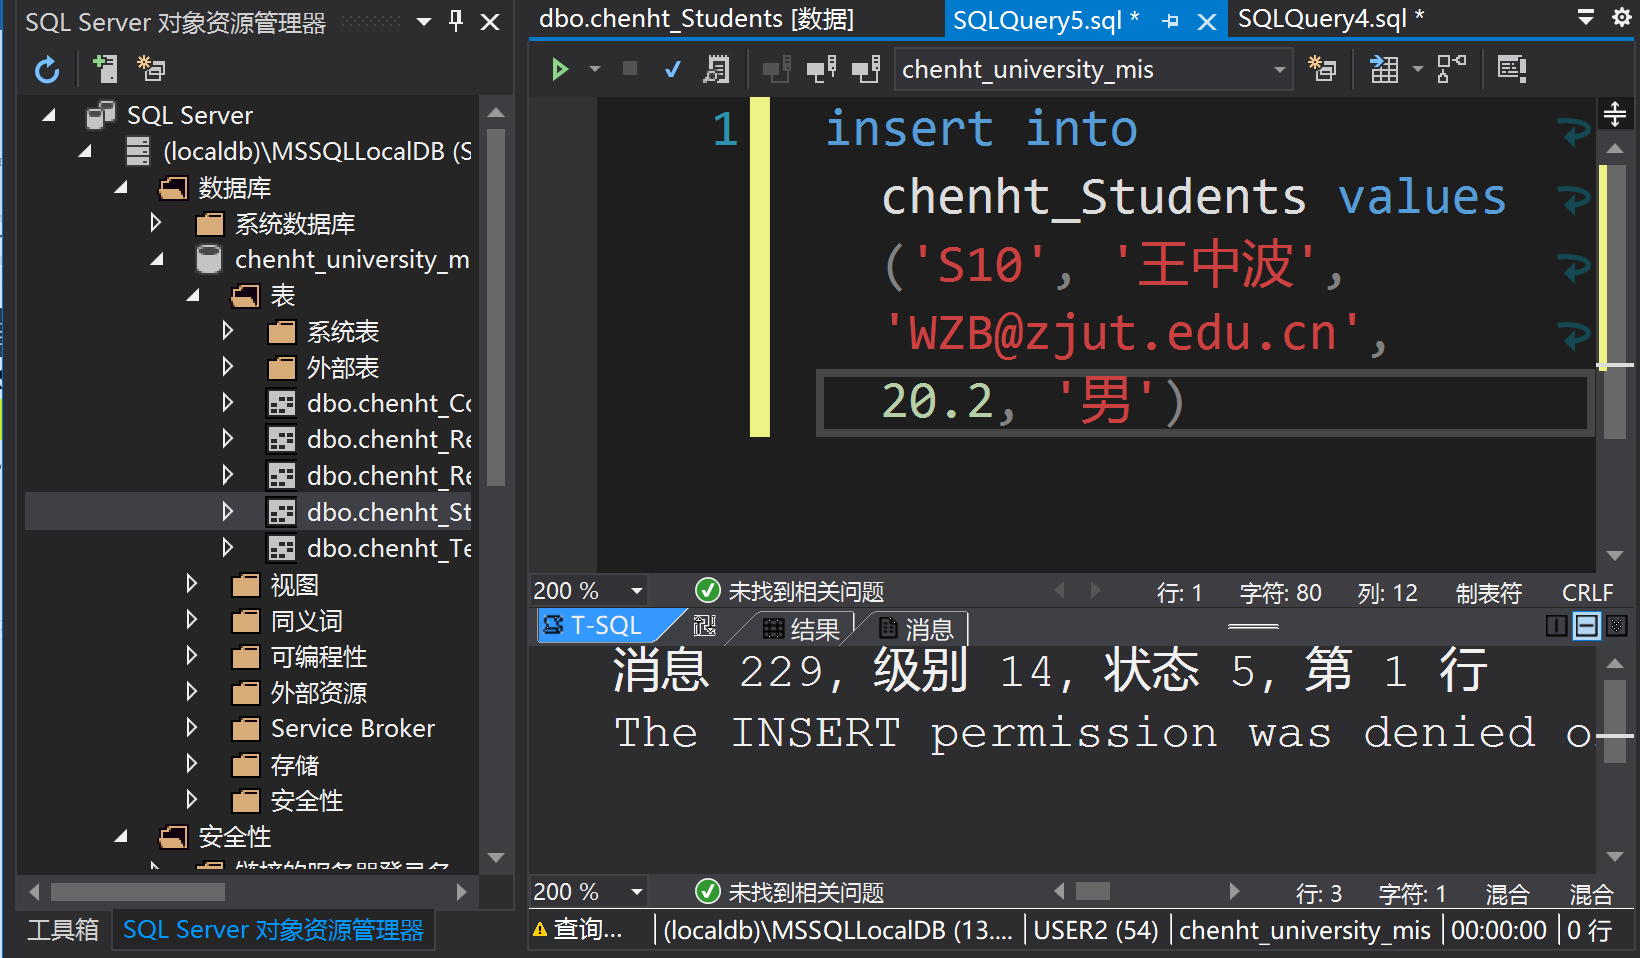 SQL Server 对象资源管理器
SQL Server
(localdb)\MSSQLLocalDB (S
数据库
系统数据库
chenht_university_m
表
系统表
外部表
dbo.chenht_Co
dbo.chenht_Re
dbo.chenht_Re
dbo.chenht_St
dbo.chenht_Te
视图
同义词
可编程性
外部资源
Service Broker
存储
安全性
安全性
工具箱
SQL Server 对象资源管理器
dbo.chenht_Students [数据]
SQLQuery5.sql *
SQLQuery4.sql *
chenht_university_mis
1
insert into
chenht_Students values
('S10', '王中波',
'WZB@zjut.edu.cn',
20.2, '男')
200 %
未找到相关问题
行: 1
字符: 80
列: 12
制表符
CRLF
T-SQL
结果
消息
消息 229, 级别 14, 状态 5, 第 1 行
The INSERT permission was denied o
200 %
未找到相关问题
行: 3
字符: 1
混合
混合
查询...
(localdb)\MSSQLLocalDB (13....
USER2 (54)
chenht_university_mis
00:00:00
0 行